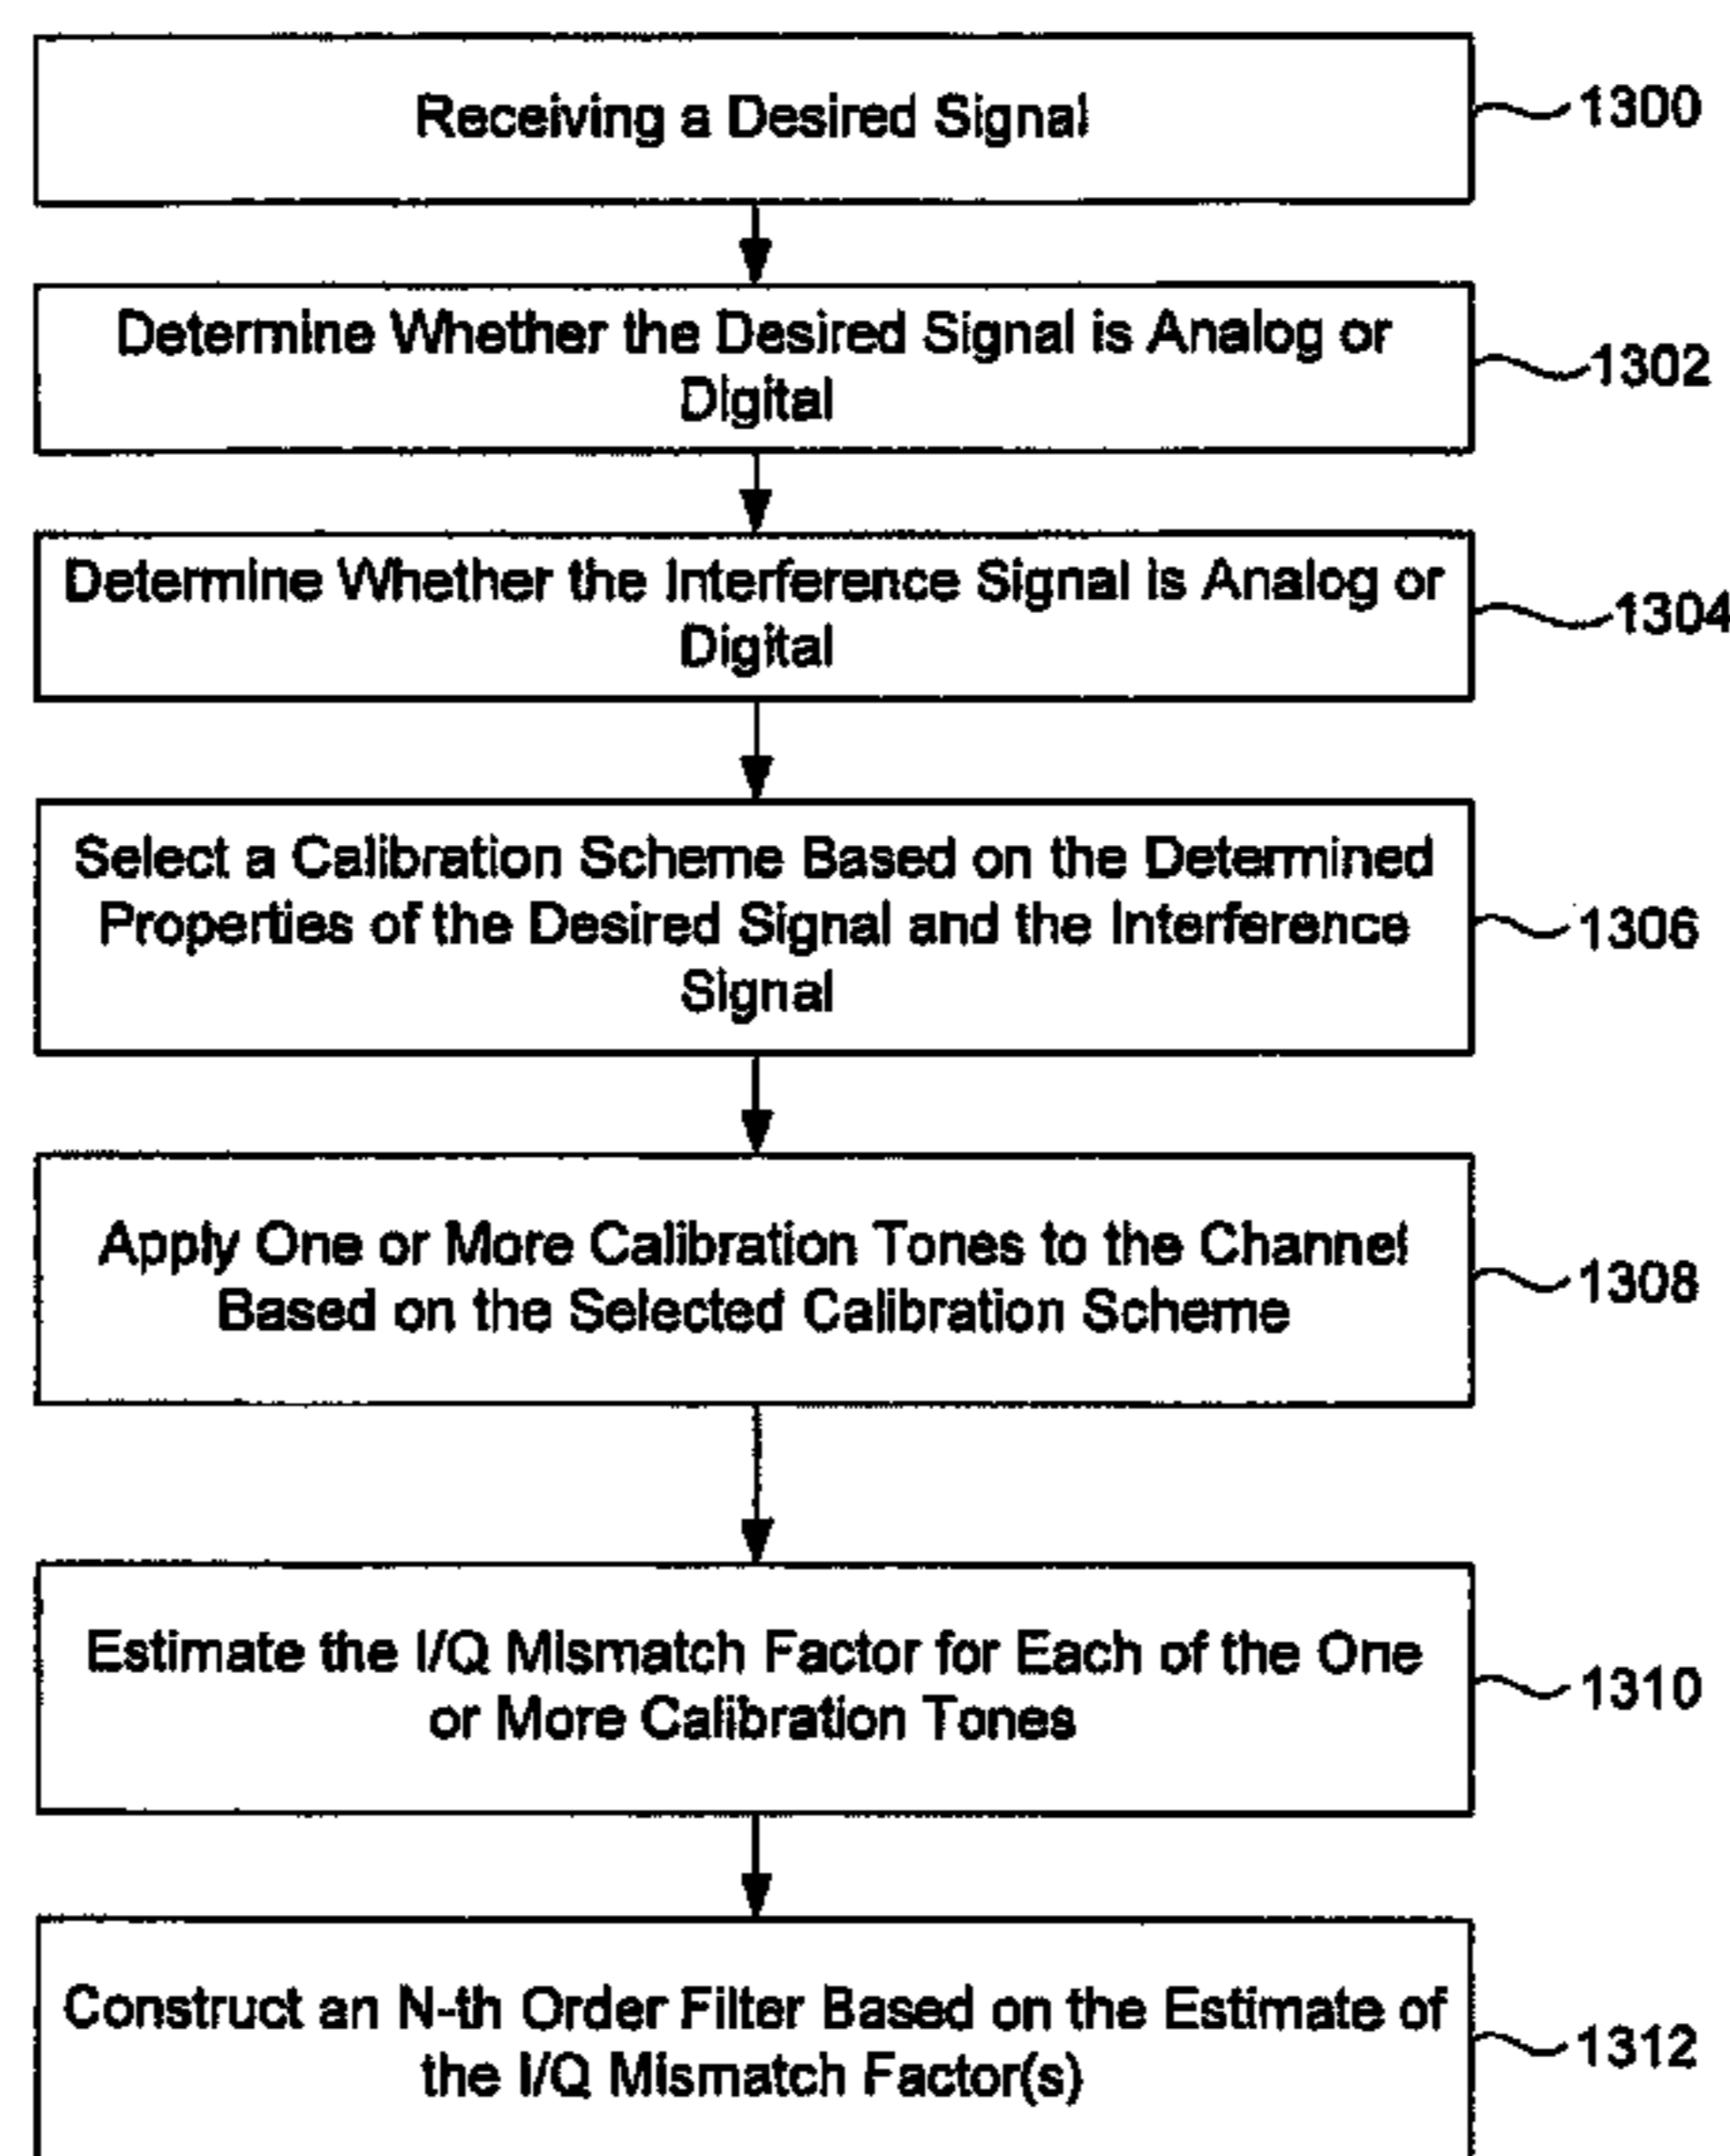 Receiving a Desired Signal
1300
Determine Whether the Desired Signal is Analog or
Digital
1302
Determine Whether the Interference Signal is Analog or
Digital
1304
Select a Calibration Scheme Based on the Determined
Properties of the Desired Signal and the Interference
Signal
1306
Apply One or More Calibration Tones to the Channel
Based on the Selected Calibration Scheme
1308
Estimate the I/Q Mismatch Factor for Each of the One
or More Calibration Tones
1310
Construct an N-th Order Filter Based on the Estimate of
the I/Q Mismatch Factor(s)
1312